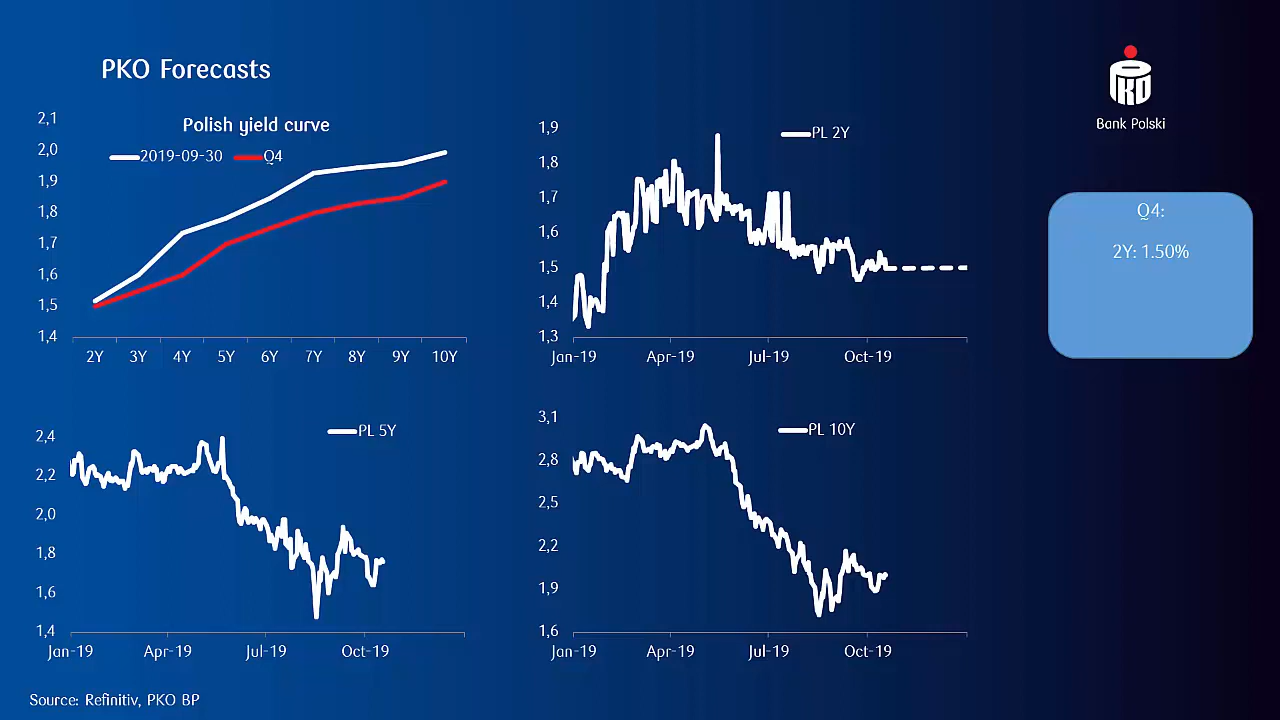 PKO Forecasts
Bank Polski
Polish yield curve
2019-09-30 Q4
2,1
2,0
1,9
1,8
1,7
1,6
1,5
1,4
2Y 3Y 4Y 5Y 6Y 7Y 8Y 9Y 10Y
PL 2Y
1,9
1,8
1,7
1,6
1,5
1,4
1,3
Jan-19 Apr-19 Jul-19 Oct-19
Q4:
2Y: 1.50%
PL 5Y
2,4
2,2
2,0
1,8
1,6
1,4
Jan-19 Apr-19 Jul-19 Oct-19
PL 10Y
3,1
2,8
2,5
2,2
1,9
1,6
Jan-19 Apr-19 Jul-19 Oct-19
Source: Refinitiv, PKO BP